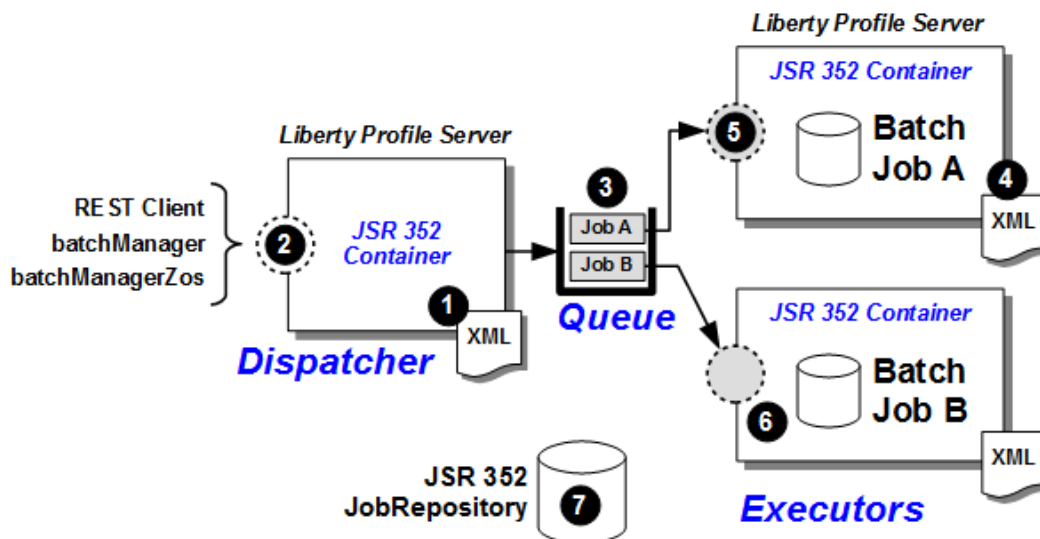 Liberty Profile Server
JSR 352 Container
5
Batch
Job A
4
XML
Liberty Profile Server
REST Client
batchManager
batchManagerZos
2
JSR 352
Container
1
XML
Dispatcher
3
Job A
Job B
Queue
JSR 352 Container
Batch
Job B
6
XML
Executors
JSR 352
JobRepository
7